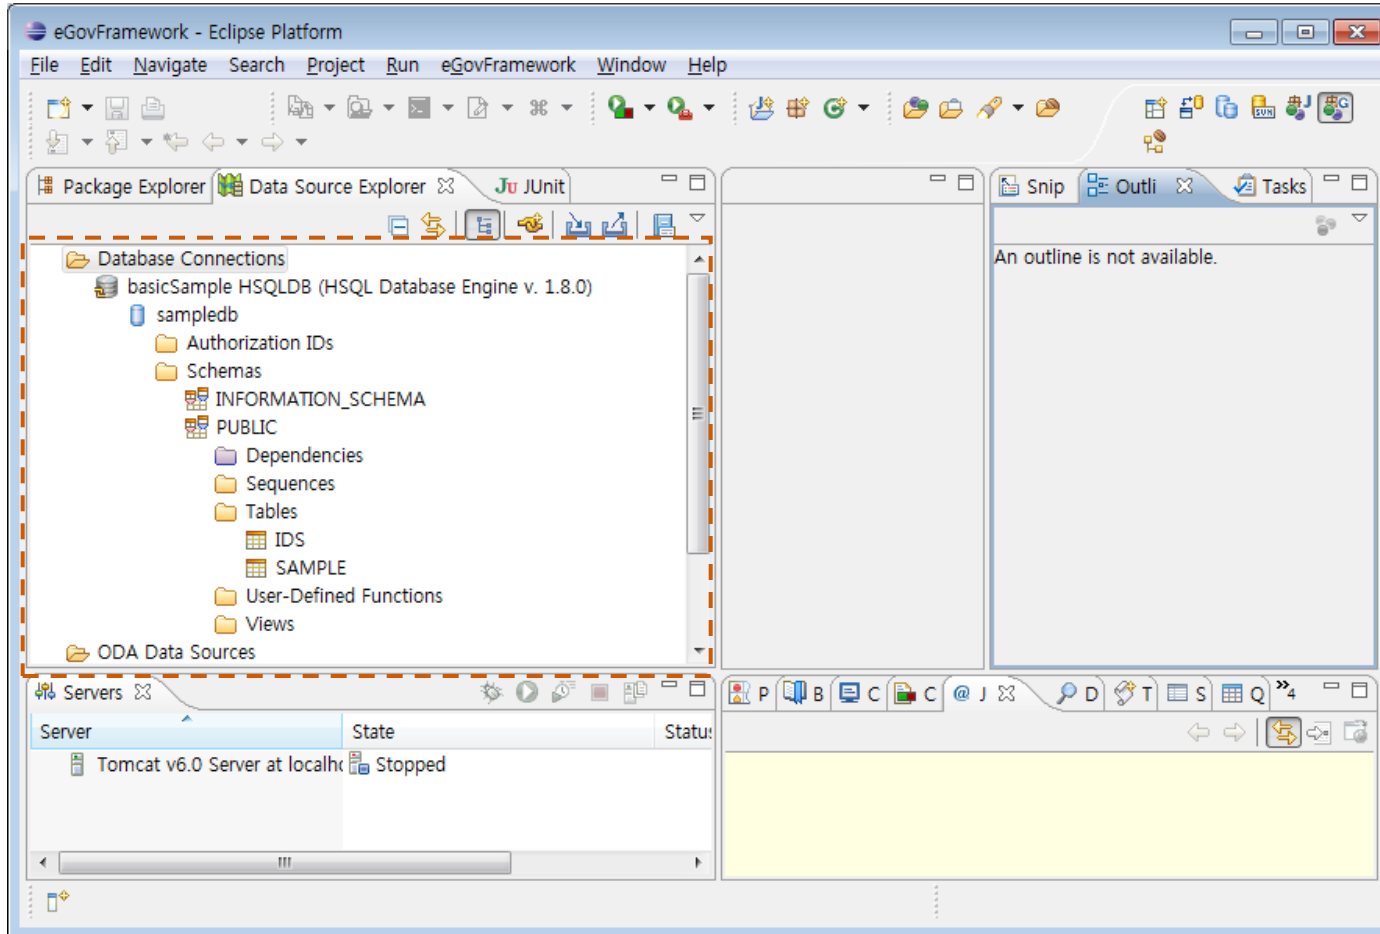 eGovFramework - Eclipse Platform
File Edit Navigate Search Project Run eGovFramework Window Help
Package Explorer Data Source Explorer JUnit
Snip Outli Tasks
Database Connections
basicSample HSQLDB (HSQL Database Engine v. 1.8.0)
sampledb
Authorization IDs
Schemas
INFORMATION_SCHEMA
PUBLIC
Dependencies
Sequences
Tables
IDS
SAMPLE
User-Defined Functions
Views
ODA Data Sources
An outline is not available.
Servers
Server State Status
Tomcat v6.0 Server at localho Stopped
P B C C @ J D T S Q »4